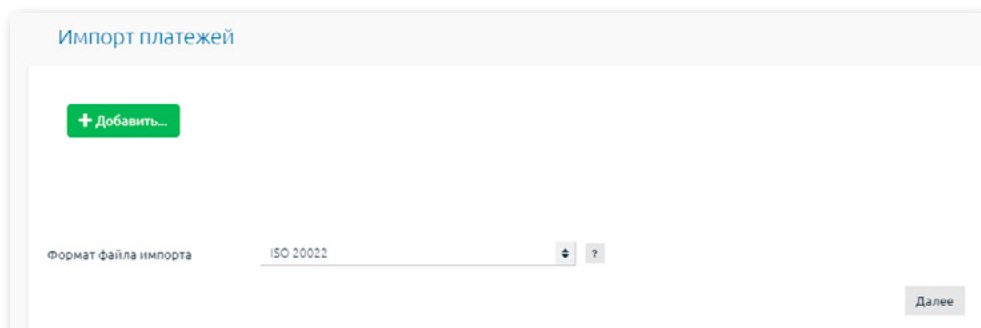 Импорт платежей
+ Добавить...
Формат файла импорта ISO 20022 ?
Далее